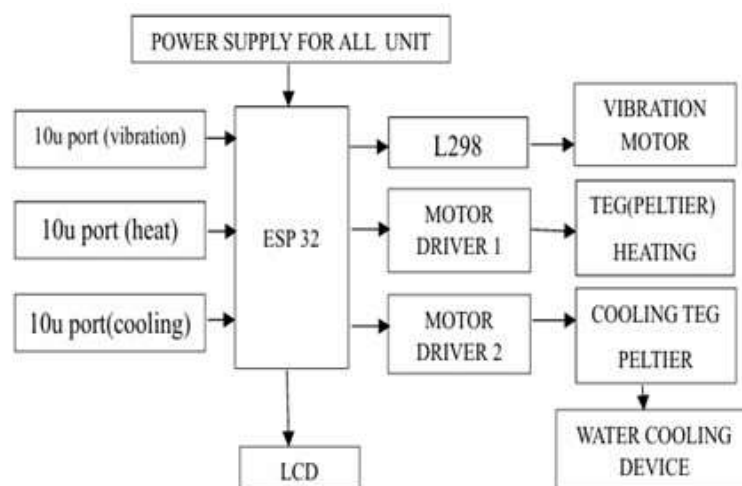 POWER SUPPLY FOR ALL UNIT
10u port (vibration)
10u port (heat)
10u port(cooling)
ESP 32
L298
MOTOR
DRIVER 1
MOTOR
DRIVER 2
VIBRATION
MOTOR
TEG(PELTIER)
HEATING
COOLING TEG
PELTIER
WATER COOLING
DEVICE
LCD